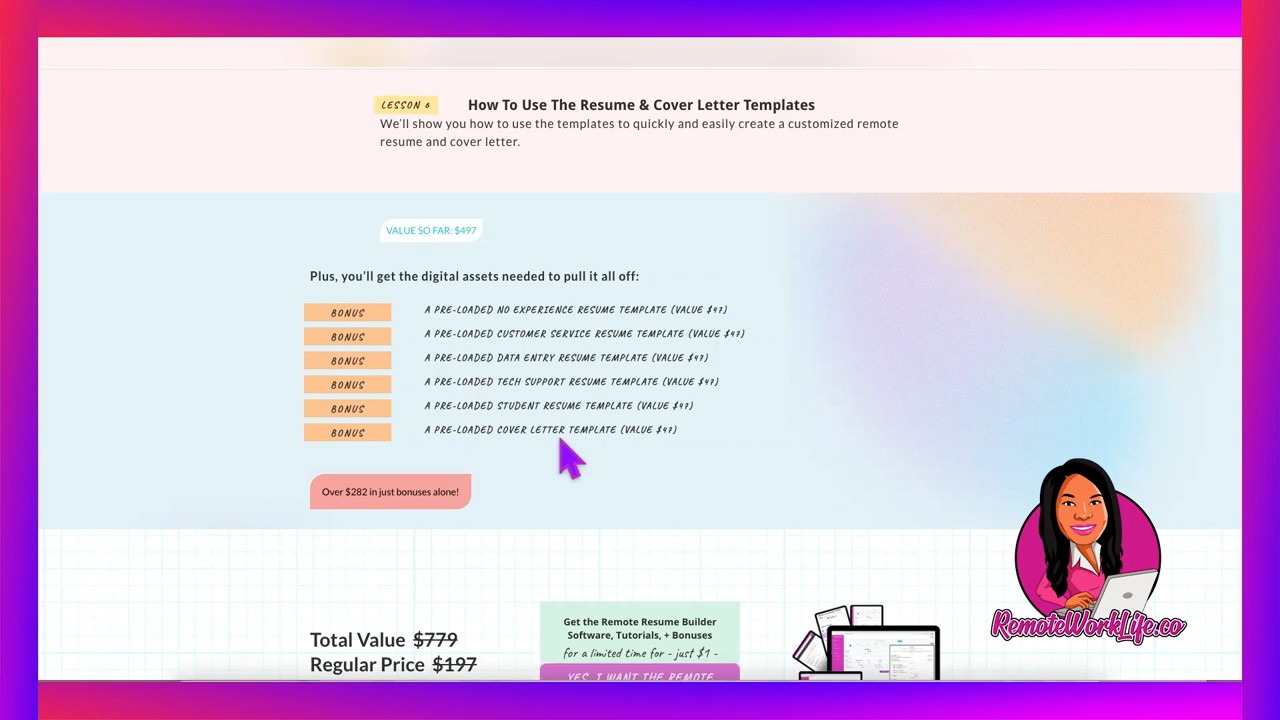 LESSON 6
How To Use The Resume & Cover Letter Templates
We'll show you how to use the templates to quickly and easily create a customized remote
resume and cover letter.
VALUE SO FAR: $497
Plus, you'll get the digital assets needed to pull it all off:
BONUS A PRE-LOADED NO EXPERIENCE RESUME TEMPLATE (VALUE $47)
BONUS A PRE-LOADED CUSTOMER SERVICE RESUME TEMPLATE (VALUE $47)
BONUS A PRE-LOADED DATA ENTRY RESUME TEMPLATE (VALUE $47)
BONUS A PRE-LOADED TECH SUPPORT RESUME TEMPLATE (VALUE $47)
BONUS A PRE-LOADED STUDENT RESUME TEMPLATE (VALUE $47)
BONUS A PRE-LOADED COVER LETTER TEMPLATE (VALUE $47)
Over $282 in just bonuses alone!
Total Value $779
Regular Price $197
Get the Remote Resume Builder
Software, Tutorials, + Bonuses
for a limited time for - just $1 -
YES, I WANT THE REMOTE
RemoteWorkLife.co